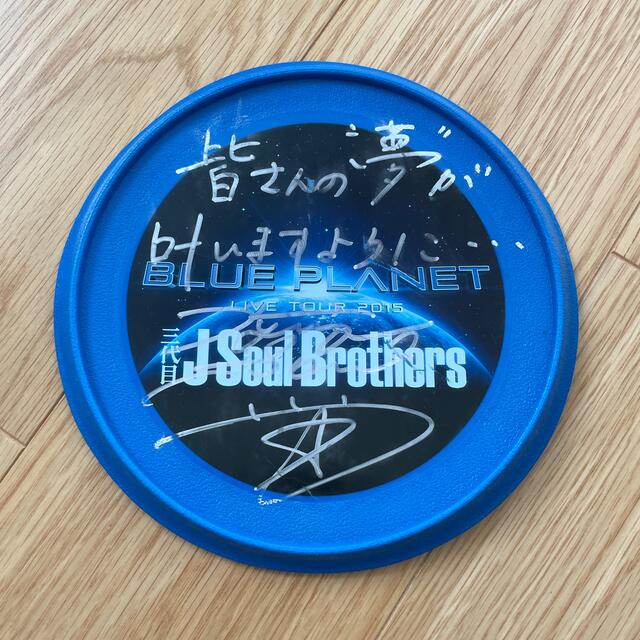 皆さんの夢が
叶いますように…
BLUE PLANET
LIVE TOUR 2015
三代目 J Soul Brothers